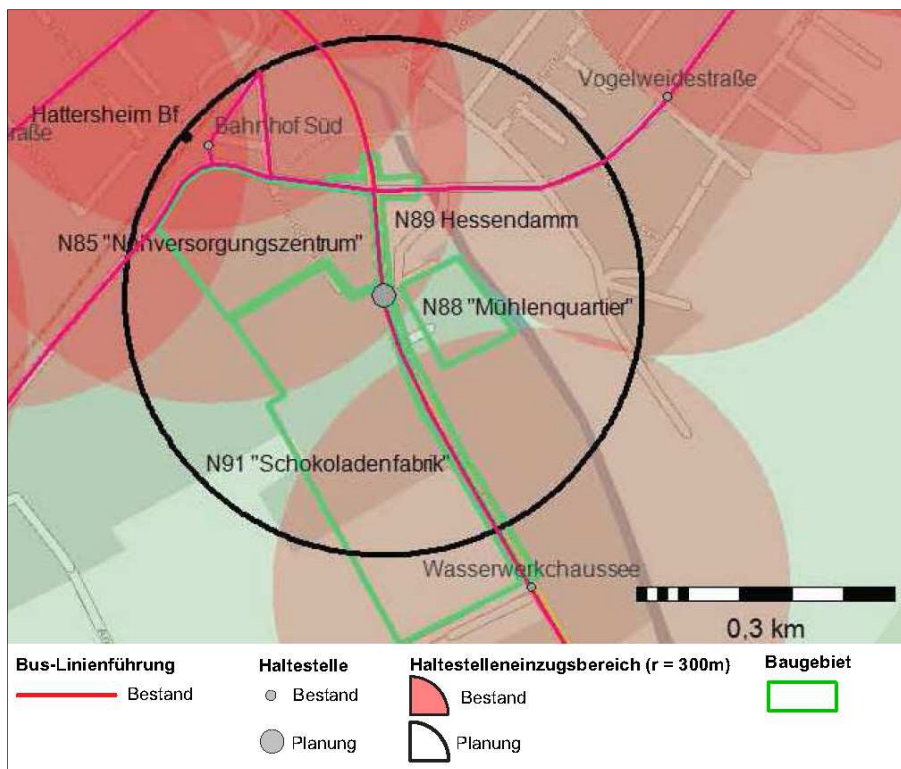 Vogelweidestraße
Hattersheim Bf
raße
Bahnhof Süd
N89 Hessendamm
N85 "Nahversorgungszentrum"
N88 "Mühlenquartier"
N91 "Schokoladenfabrik"
Wasserwerkchaussee
0,3 km
Bus-Linienführung
Bestand
Haltestelle
Bestand
Planung
Haltestelleneinzugsbereich (r = 300m)
Bestand
Planung
Baugebiet